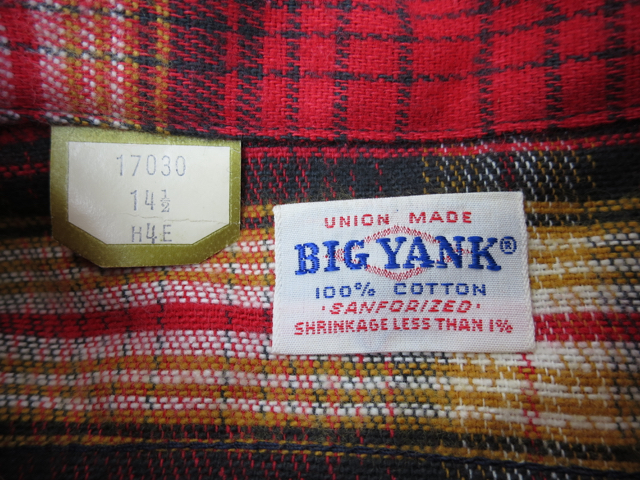 17030
14½
H4E
UNION MADE
BIG YANK®
100% COTTON
·SANFORIZED·
SHRINKAGE LESS THAN 1%